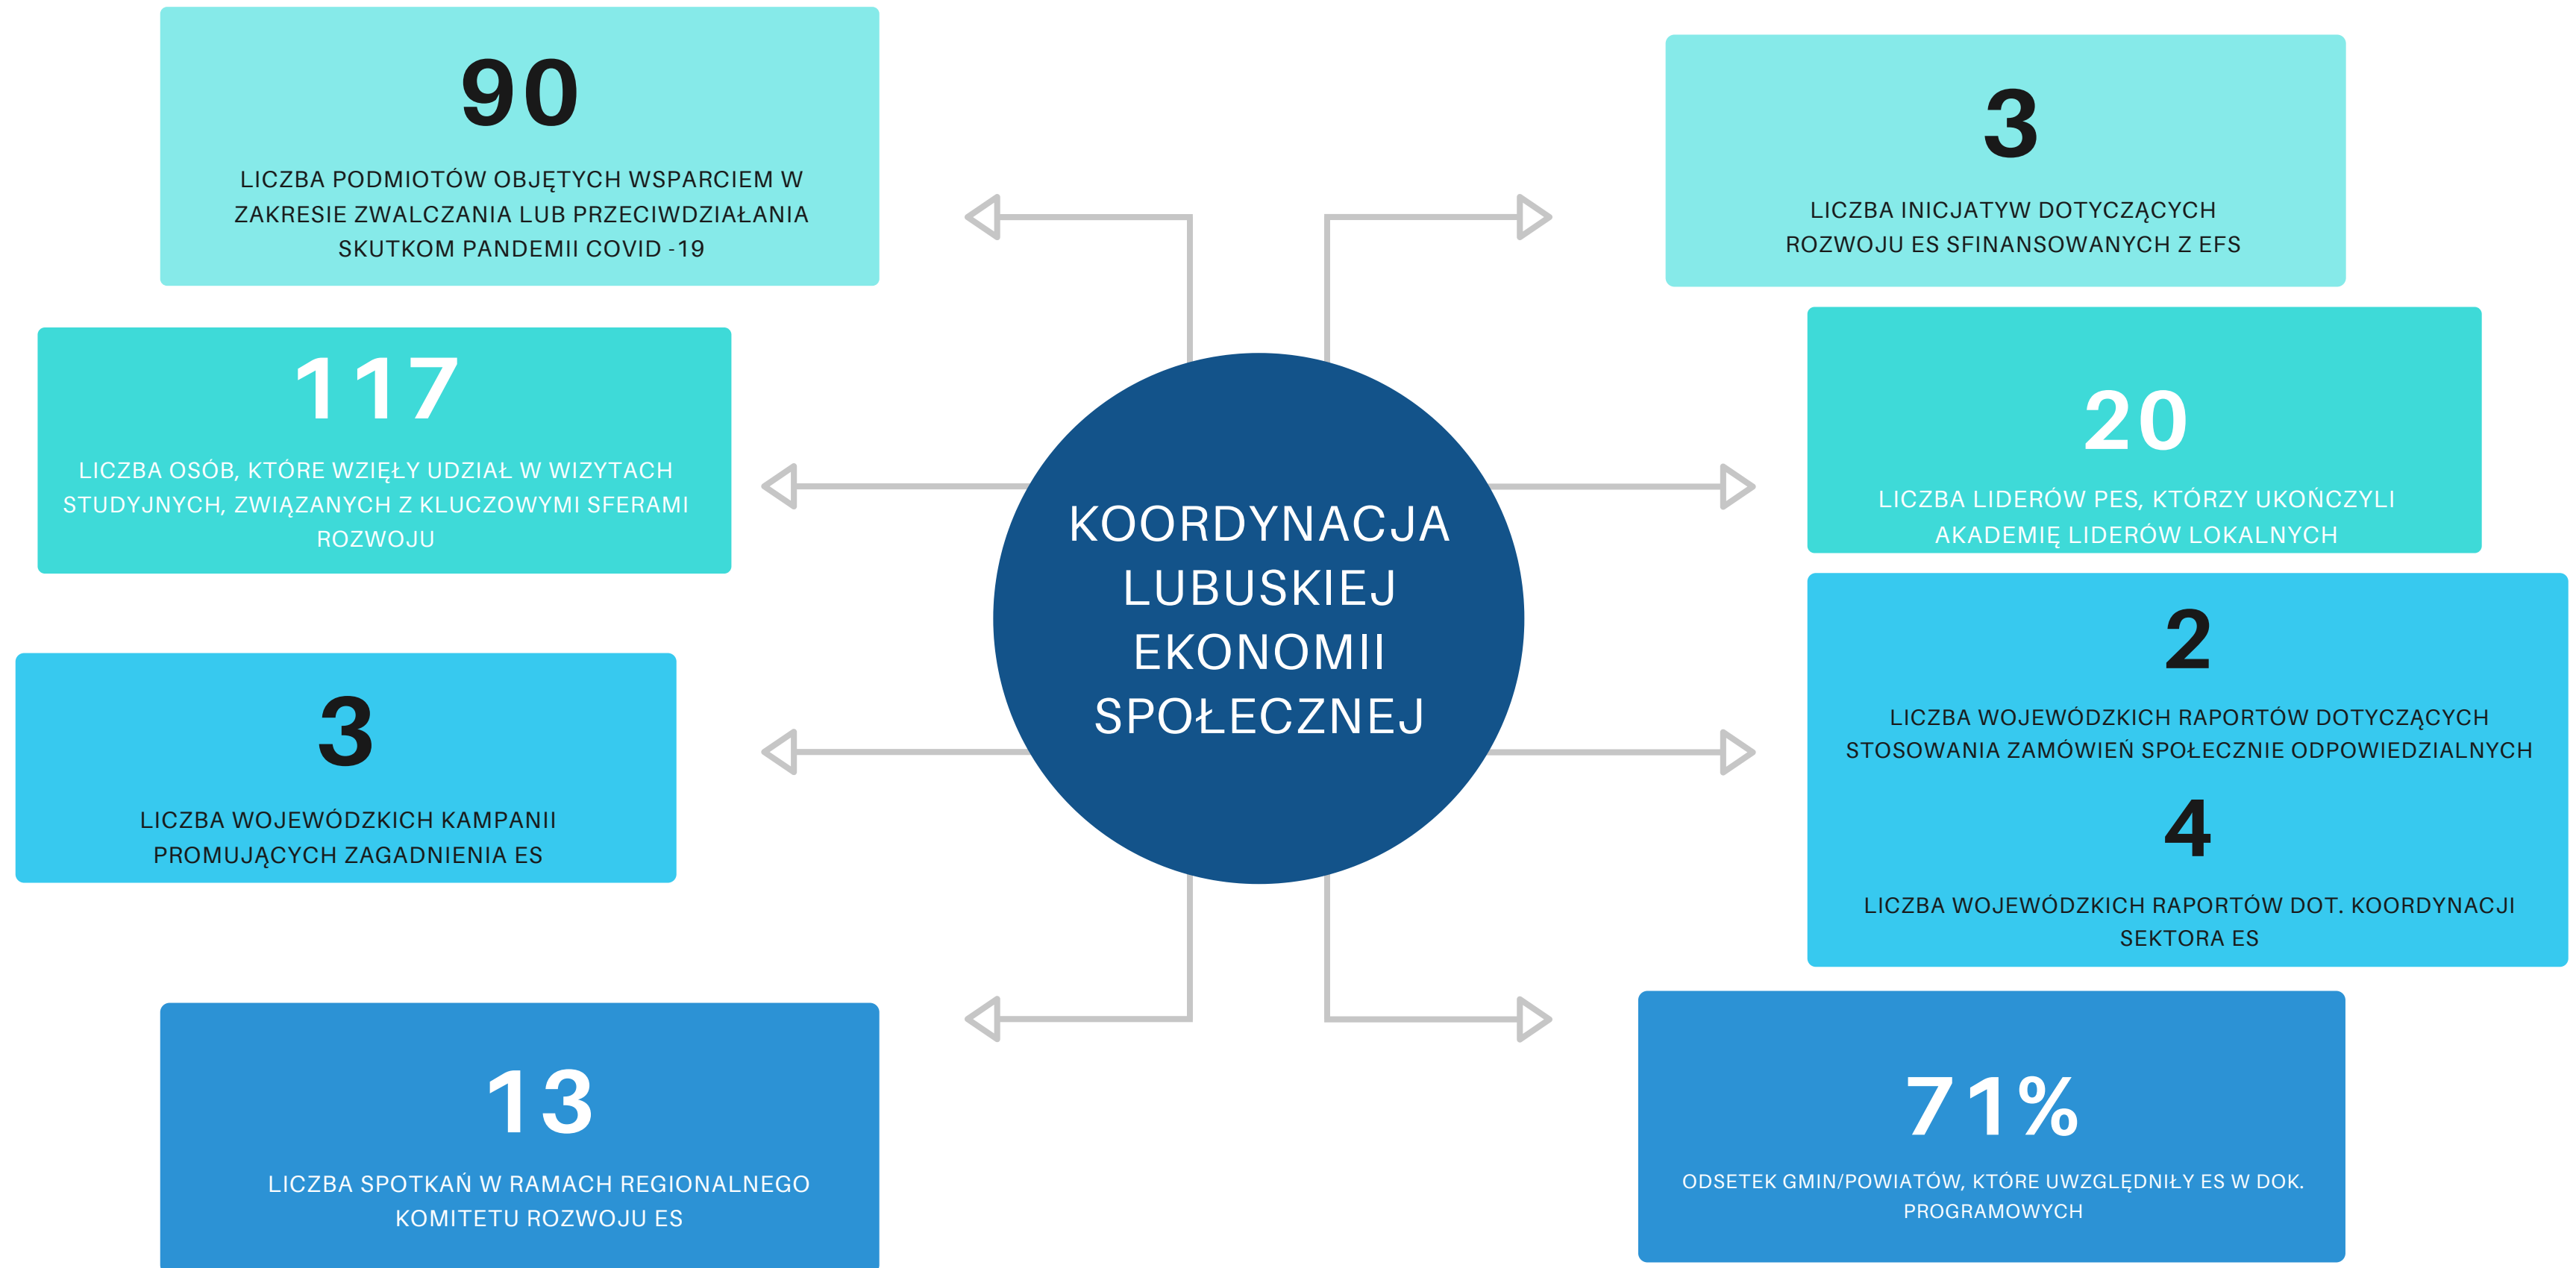 90
LICZBA PODMIOTÓW OBJĘTYCH WSPARCIEM W
ZAKRESIE ZWALCZANIA LUB PRZECIWDZIAŁANIA
SKUTKOM PANDEMII COVID -19
117
LICZBA OSÓB, KTÓRE WZIĘŁY UDZIAŁ W WIZYTACH
STUDYJNYCH, ZWIĄZANYCH Z KLUCZOWYMI SFERAMI
ROZWOJU
3
LICZBA WOJEWÓDZKICH KAMPANII
PROMUJĄCYCH ZAGADNIENIA ES
13
LICZBA SPOTKAŃ W RAMACH REGIONALNEGO
KOMITETU ROZWOJU ES
KOORDYNACJA
LUBUSKIEJ
EKONOMII
SPOŁECZNEJ
3
LICZBA INICJATYW DOTYCZĄCYCH
ROZWOJU ES SFINANSOWANYCH Z EFS
20
LICZBA LIDERÓW PES, KTÓRZY UKOŃCZYLI
AKADEMIĘ LIDERÓW LOKALNYCH
2
LICZBA WOJEWÓDZKICH RAPORTÓW DOTYCZĄCYCH
STOSOWANIA ZAMÓWIEŃ SPOŁECZNIE ODPOWIEDZIALNYCH
4
LICZBA WOJEWÓDZKICH RAPORTÓW DOT. KOORDYNACJI
SEKTORA ES
71%
ODSETEK GMIN/POWIATÓW, KTÓRE UWZGLĘDNIŁY ES W DOK.
PROGRAMOWYCH